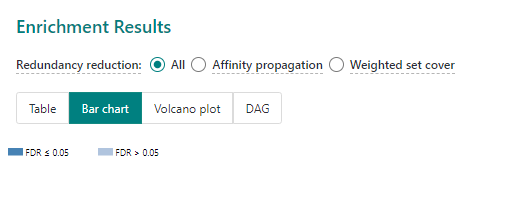 Enrichment Results
Redundancy reduction: All Affinity propagation Weighted set cover
Table Bar chart Volcano plot DAG
FDR ≤ 0.05 FDR > 0.05